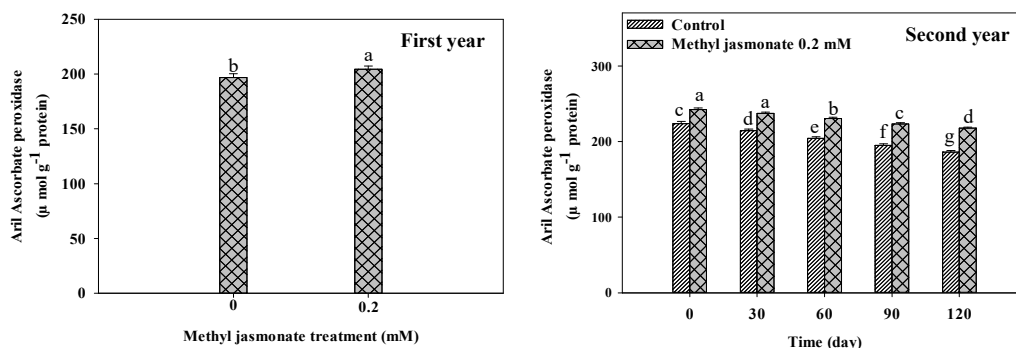 First year
Aril Ascorbate peroxidase
(µ mol g-1 protein)
250
200
150
100
50
0
b
a
0
0.2
Methyl jasmonate treatment (mM)
Control
Methyl jasmonate 0.2 mM
Second year
Aril Ascorbate peroxidase
(µ mol g-1 protein)
300
200
100
0
c
a
d
a
e
b
f
c
g
d
0
30
60
90
120
Time (day)